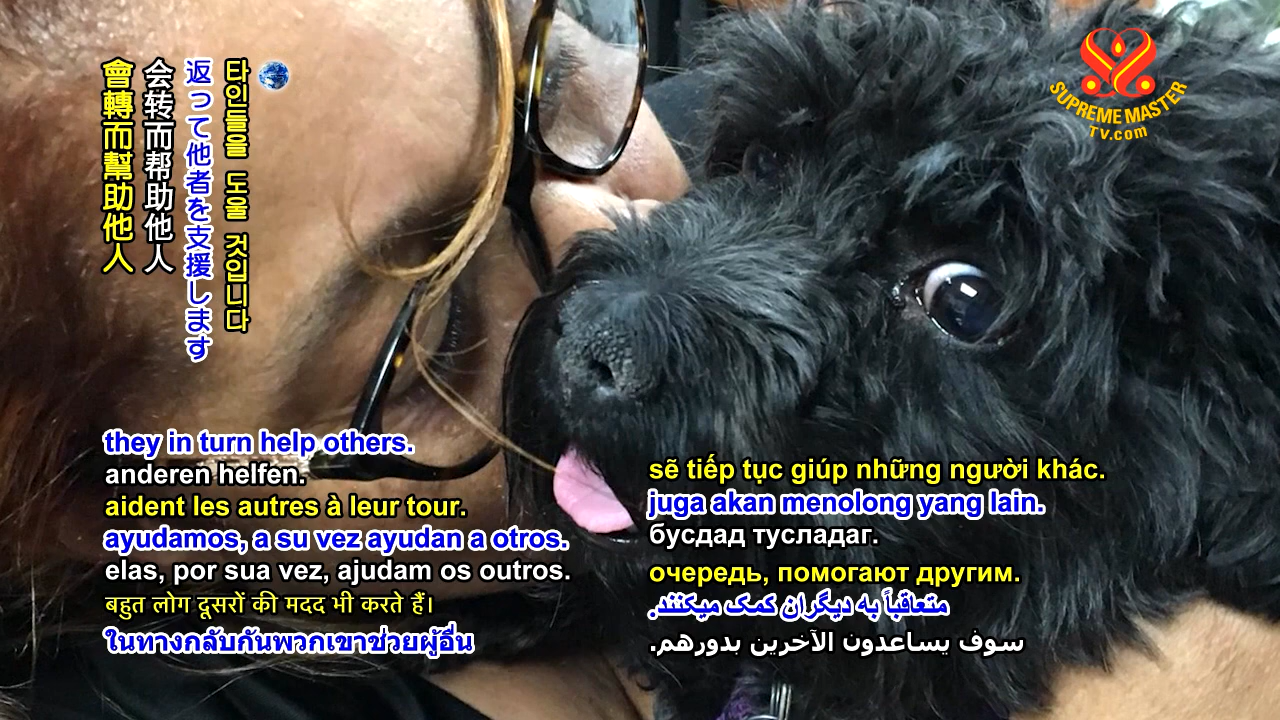 會轉而幫助他人
会转而帮助他人
返って他者を支援します
타인들을 도울 것입니다
SUPREME MASTER
TV.com
they in turn help others.
anderen helfen.
aident les autres à leur tour.
ayudamos, a su vez ayudan a otros.
elas, por sua vez, ajudam os outros.
बहुत लोग दूसरों की मदद भी करते हैं।
ในทางกลับกันพวกเขาช่วยผู้อื่น
sẽ tiếp tục giúp những người khác.
juga akan menolong yang lain.
бусдад тусладаг.
очередь, помогают другим.
متعاقباً به دیگران کمک میکنند.
سوف يساعدون الآخرين بدورهم.